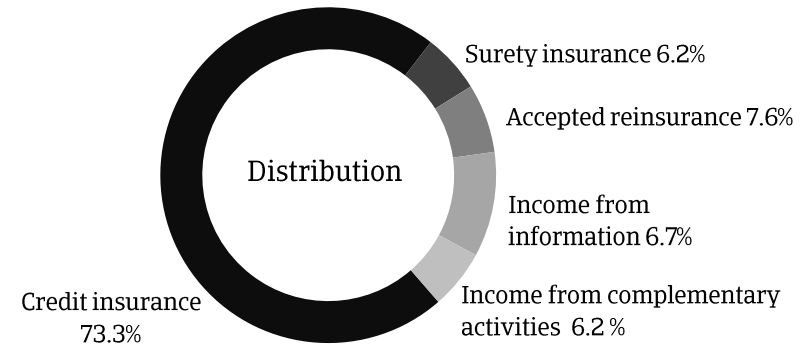 Surety insurance 6.2%
Accepted reinsurance 7.6%
Distribution
Income from
information 6.7%
Income from complementary
activities 6.2 %
Credit insurance
73.3%